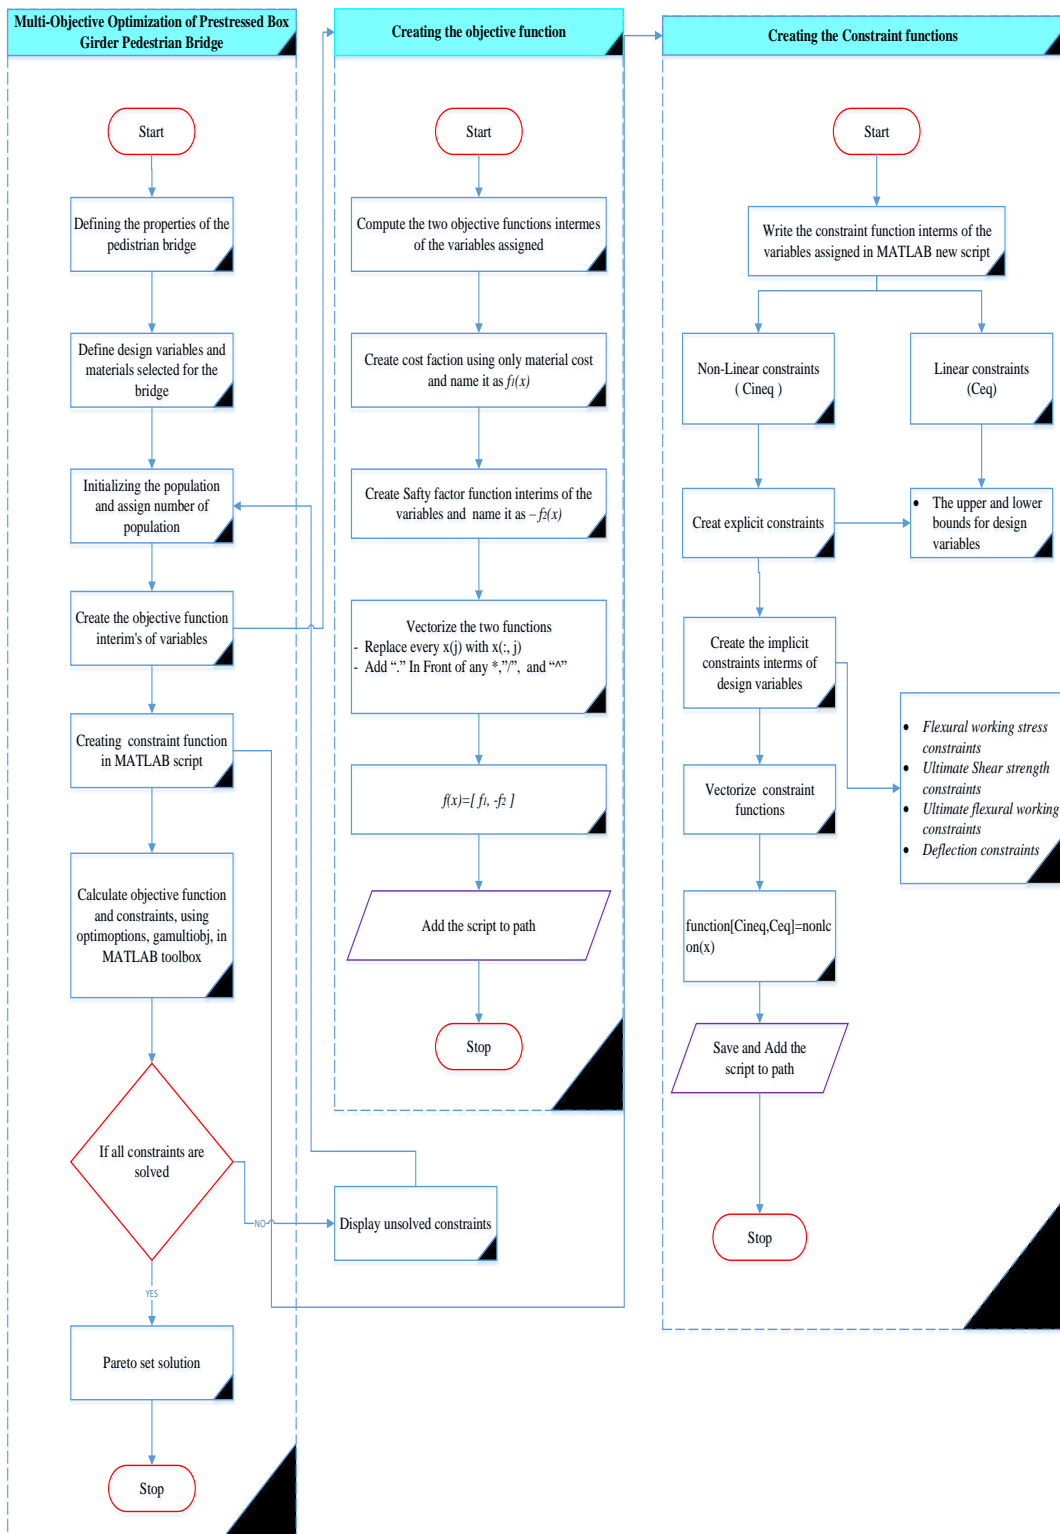 Multi-Objective Optimization of Prestressed Box
Girder Pedestrian Bridge
Start
Defining the properties of the
pedistrian bridge
Define design variables and
materials selected for the
bridge
Initializing the population
and assign number of
population
Create the objective function
interim's of variables
Creating constraint function
in MATLAB script
Calculate objective function
and constraints, using
optimoptions, gamultiobj, in
MATLAB toolbox
If all constraints are
solved
NO
Display unsolved constraints
YES
Pareto set solution
Stop
Creating the objective function
Start
Compute the two objective functions intermes
of the variables assigned
Create cost faction using only material cost
and name it as f1(x)
Create Safty factor function interims of the
variables and name it as – f2(x)
Vectorize the two functions
- Replace every x(j) with x(:, j)
- Add “.” In Front of any *,”/”, and “^”
f(x)=[ f1, -f2 ]
Add the script to path
Stop
Creating the Constraint functions
Start
Write the constraint function interms of the
variables assigned in MATLAB new script
Non-Linear constraints
( Cineq )
Linear constraints
(Ceq)
Creat explicit constraints
• The upper and lower
bounds for design
variables
Create the implicit
constraints interms of
design variables
• Flexural working stress
constraints
• Ultimate Shear strength
constraints
• Ultimate flexural working
constraints
• Deflection constraints
Vectorize constraint
functions
function[Cineq,Ceq]=nonlc
on(x)
Save and Add the
script to path
Stop